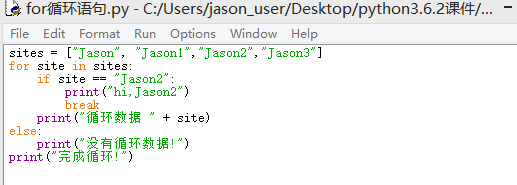 for循环语句.py - C:/Users/jason_user/Desktop/python3.6.2课件/...
File Edit Format Run Options Window Help
sites = ["Jason", "Jason1","Jason2","Jason3"]
for site in sites:
    if site == "Jason2":
        print("hi,Jason2")
        break
    print("循环数据 " + site)
else:
    print("没有循环数据!")
print("完成循环!")